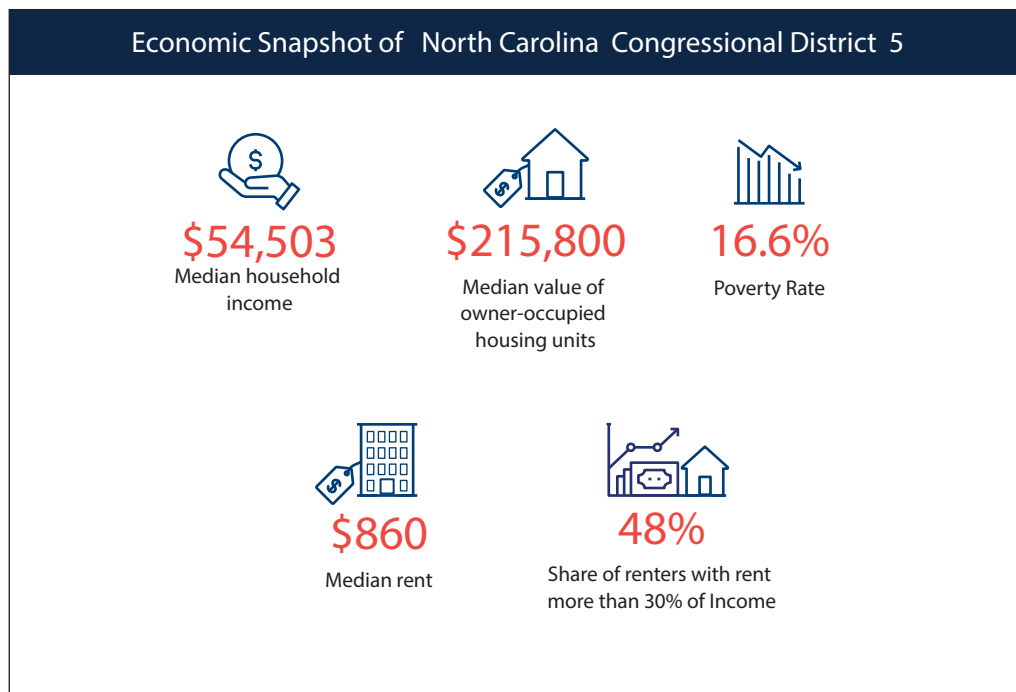 Economic Snapshot of North Carolina Congressional District 5
$
$54,503
Median household
income
$
$215,800
Median value of
owner-occupied
housing units
16.6%
Poverty Rate
$
$860
Median rent
48%
Share of renters with rent
more than 30% of Income